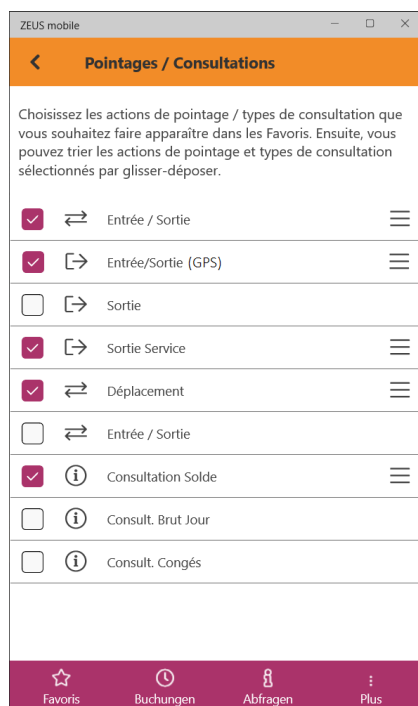 ZEUS mobile
Pointages / Consultations
Choisissez les actions de pointage / types de consultation que
vous souhaitez faire apparaître dans les Favoris. Ensuite, vous
pouvez trier les actions de pointage et types de consultation
sélectionnés par glisser-déposer.
Entrée / Sortie
Entrée/Sortie (GPS)
Sortie
Sortie Service
Déplacement
Entrée / Sortie
Consultation Solde
Consult. Brut Jour
Consult. Congés
Favoris Buchungen Abfragen Plus